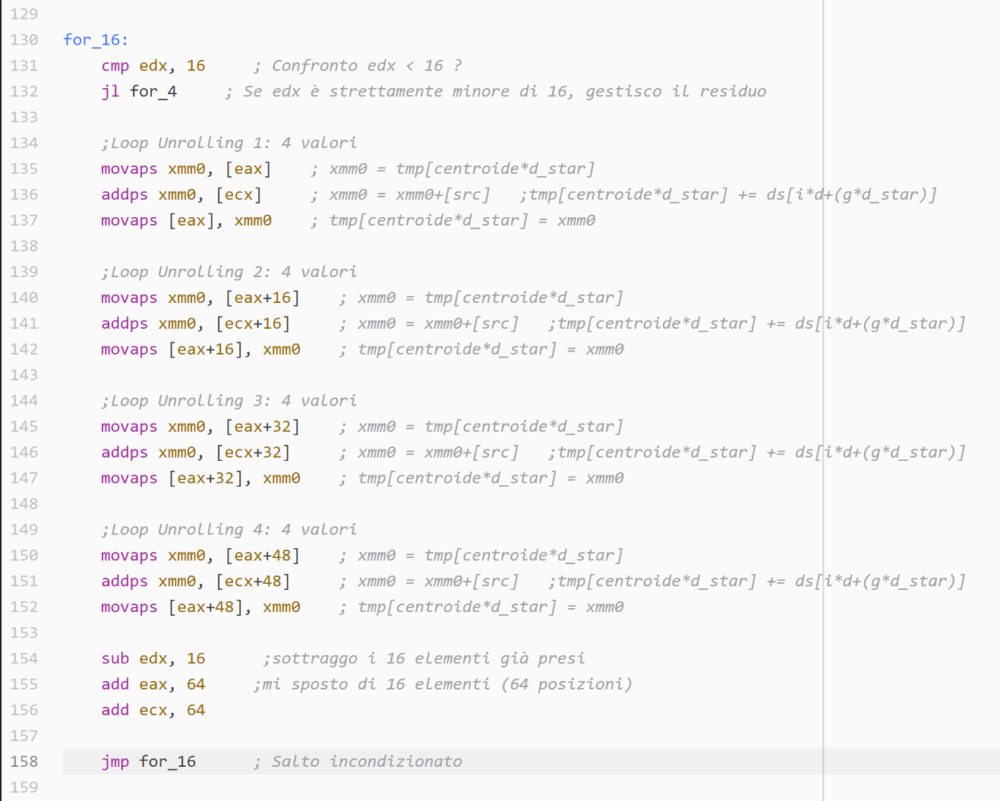 129
130 for_16:
131 cmp edx, 16 ; Confronto edx < 16 ?
132 jl for_4 ; Se edx è strettamente minore di 16, gestisco il residuo
133
134 ;Loop Unrolling 1: 4 valori
135 movaps xmm0, [eax] ; xmm0 = tmp[centroide*d_star]
136 addps xmm0, [ecx] ; xmm0 = xmm0+[src] ;tmp[centroide*d_star] += ds[i*d+(g*d_star)]
137 movaps [eax], xmm0 ; tmp[centroide*d_star] = xmm0
138
139 ;Loop Unrolling 2: 4 valori
140 movaps xmm0, [eax+16] ; xmm0 = tmp[centroide*d_star]
141 addps xmm0, [ecx+16] ; xmm0 = xmm0+[src] ;tmp[centroide*d_star] += ds[i*d+(g*d_star)]
142 movaps [eax+16], xmm0 ; tmp[centroide*d_star] = xmm0
143
144 ;Loop Unrolling 3: 4 valori
145 movaps xmm0, [eax+32] ; xmm0 = tmp[centroide*d_star]
146 addps xmm0, [ecx+32] ; xmm0 = xmm0+[src] ;tmp[centroide*d_star] += ds[i*d+(g*d_star)]
147 movaps [eax+32], xmm0 ; tmp[centroide*d_star] = xmm0
148
149 ;Loop Unrolling 4: 4 valori
150 movaps xmm0, [eax+48] ; xmm0 = tmp[centroide*d_star]
151 addps xmm0, [ecx+48] ; xmm0 = xmm0+[src] ;tmp[centroide*d_star] += ds[i*d+(g*d_star)]
152 movaps [eax+48], xmm0 ; tmp[centroide*d_star] = xmm0
153
154 sub edx, 16 ;sottraggo i 16 elementi già presi
155 add eax, 64 ;mi sposto di 16 elementi (64 posizioni)
156 add ecx, 64
157
158 jmp for_16 ; Salto incondizionato
159